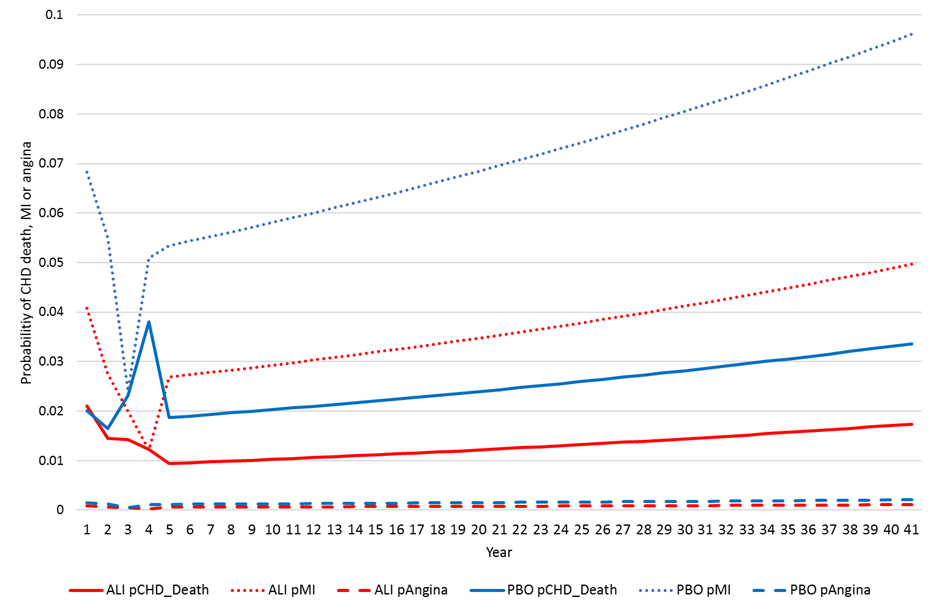 0.1
0.09
0.08
0.07
0.06
0.05
0.04
0.03
0.02
0.01
0
Probabilitiy of CHD death, MI or angina
1 2 3 4 5 6 7 8 9 10 11 12 13 14 15 16 17 18 19 20 21 22 23 24 25 26 27 28 29 30 31 32 33 34 35 36 37 38 39 40 41
Year
ALI pCHD_Death ALI pMI ALI pAngina PBO pCHD_Death PBO pMI PBO pAngina